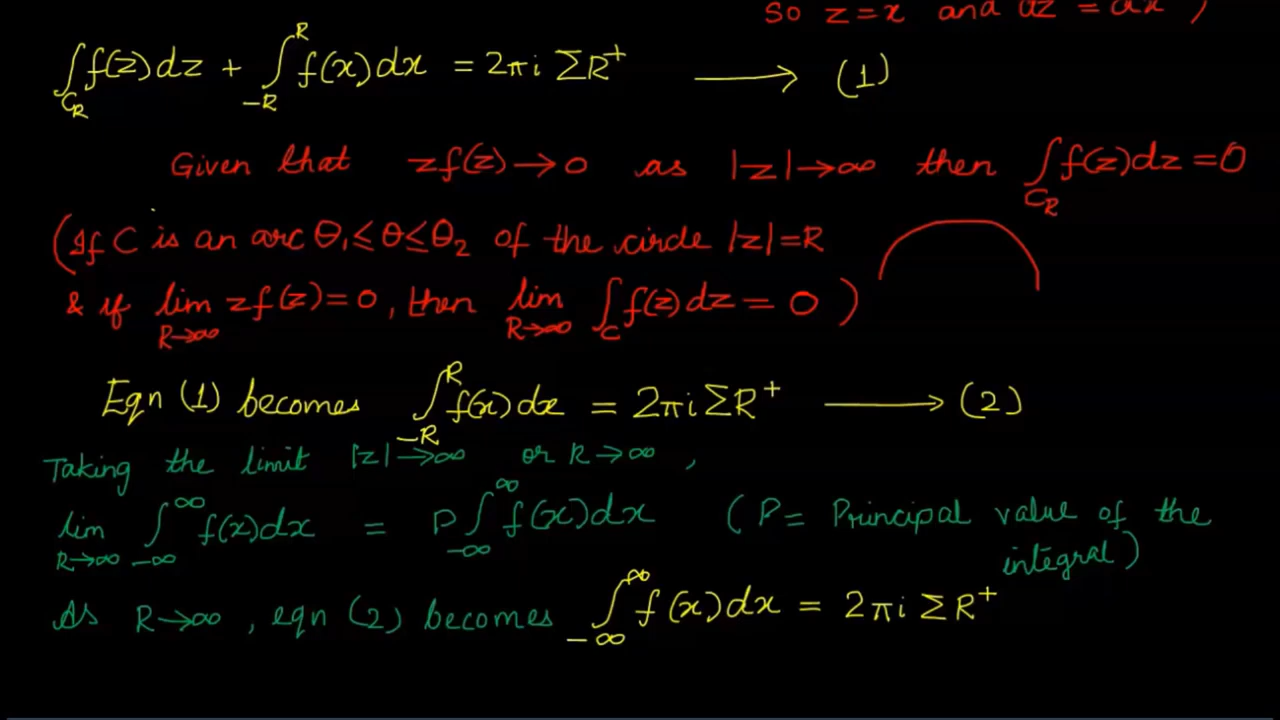 So z=x and dz = dx )
∫_{C_R} f(z)dz + ∫_{-R}^{R} f(x)dx = 2πi ΣR⁺ ⟶ (1)
Given that zf(z)→0 as |z|→∞ then ∫_{C_R} f(z)dz=0
(If C is an arc θ₁≤θ≤θ₂ of the circle |z|=R
& if lim_{R→∞} zf(z)=0, then lim_{R→∞} ∫_C f(z)dz = 0 )
Eqn (1) becomes ∫_{-R}^{R} f(x)dx = 2πi ΣR⁺ ⟶ (2)
Taking the limit |z|→∞ or R→∞ ,
lim_{R→∞} ∫_{-∞}^{∞} f(x)dx = P∫_{-∞}^{∞} f(x)dx (P= Principal value of the
integral)
As R→∞ , eqn (2) becomes ∫_{-∞}^{∞} f(x)dx = 2πi ΣR⁺